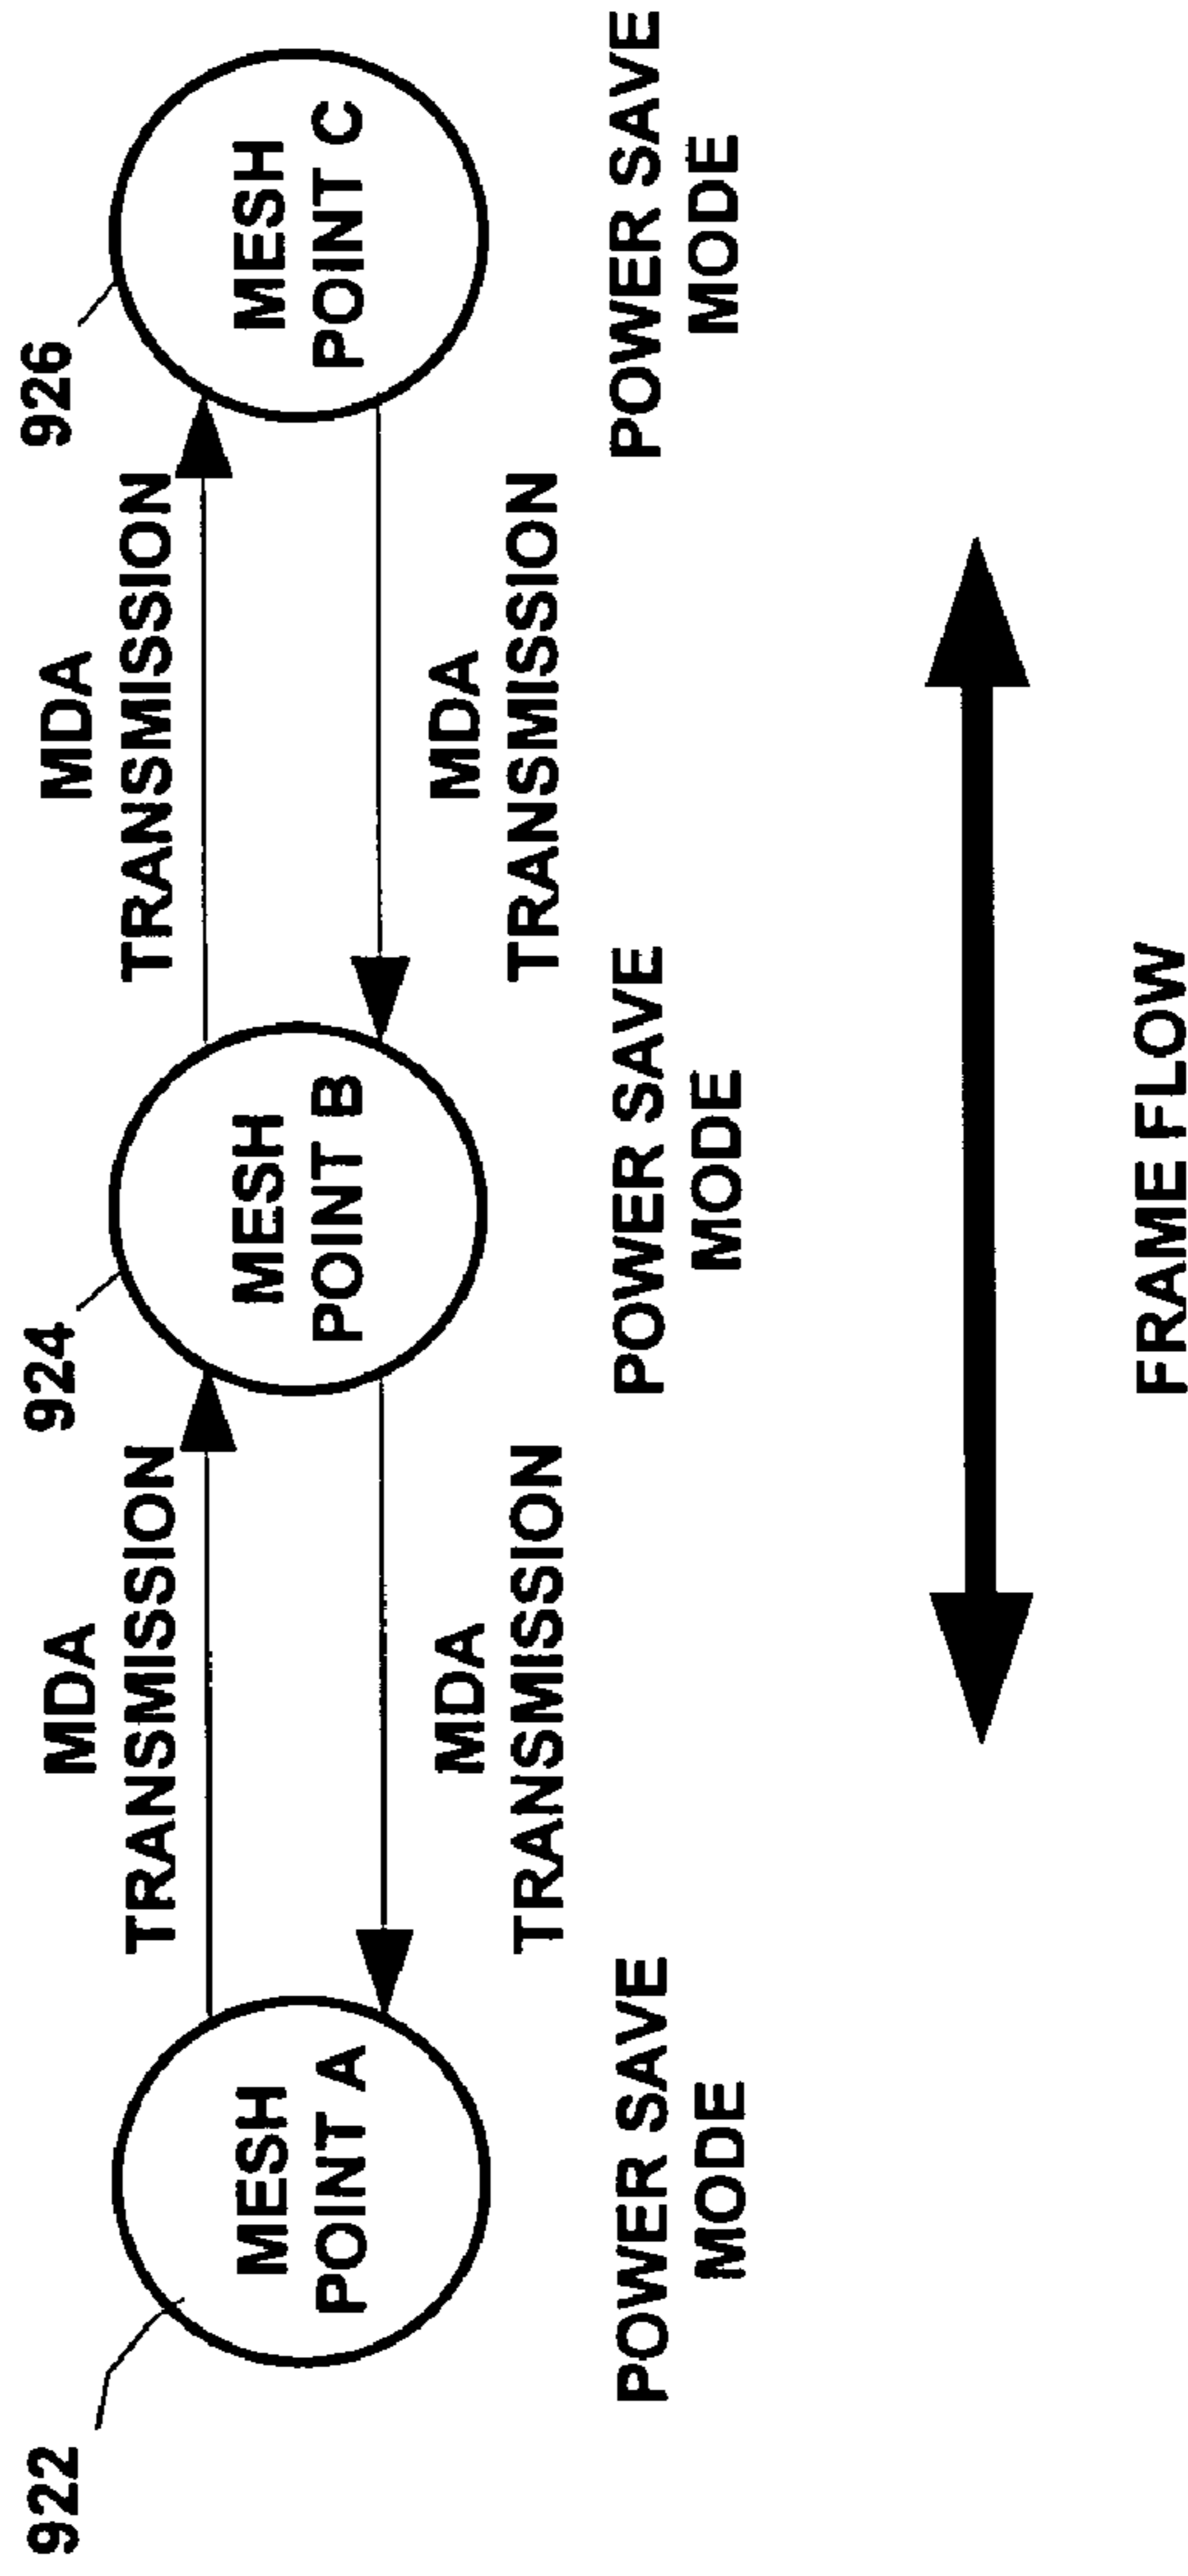 922
924
926
MDA
TRANSMISSION
MDA
TRANSMISSION
MESH
POINT A
MESH
POINT B
MESH
POINT C
MDA
TRANSMISSION
MDA
TRANSMISSION
POWER SAVE
MODE
POWER SAVE
MODE
POWER SAVE
MODE
FRAME FLOW